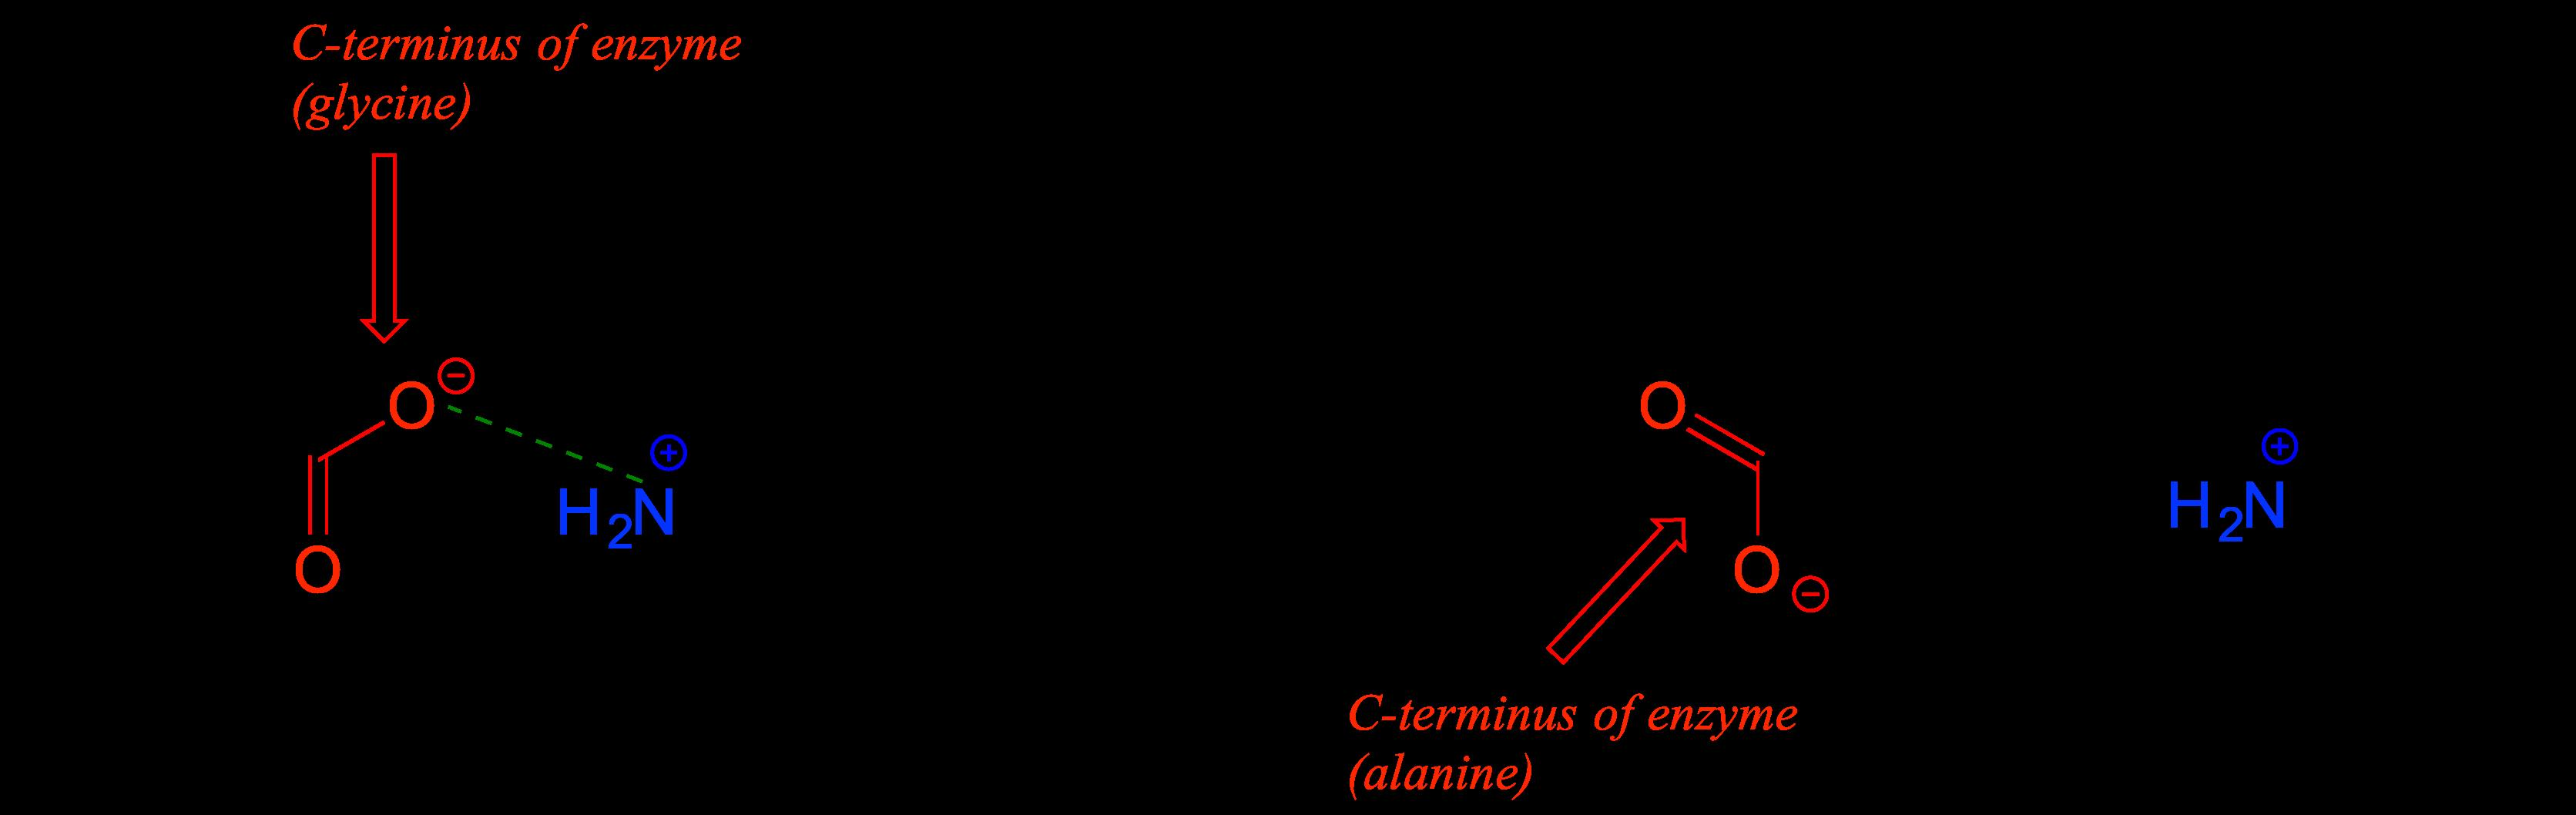 C-terminus of enzyme
(glycine)
O
⊖
⊕
H2N
O
O
⊕
H2N
O
⊖
C-terminus of enzyme
(alanine)